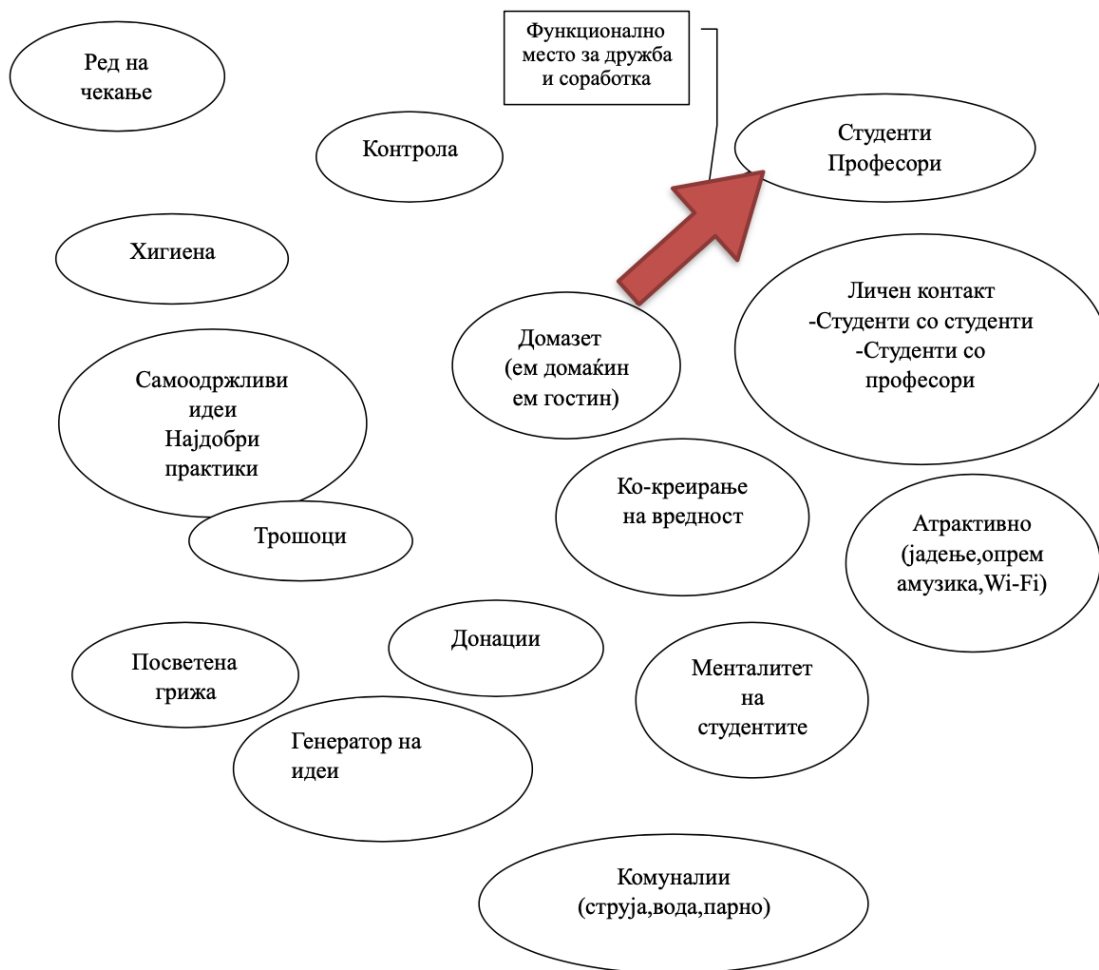 Функционално
место за дружба
и соработка
Ред на
чекање
Контрола
Студенти
Професори
Хигиена
Личен контакт
-Студенти со студенти
-Студенти со
професори
Домазет
(ем домаќин
ем гостин)
Самоодржливи
идеи
Најдобри
практики
Трошоци
Ко-креирање
на вредност
Атрактивно
(јадење,опрем
амузика,Wi-Fi)
Донации
Посветена
грижа
Менталитет
на
студентите
Генератор на
идеи
Комуналии
(струја,вода,парно)